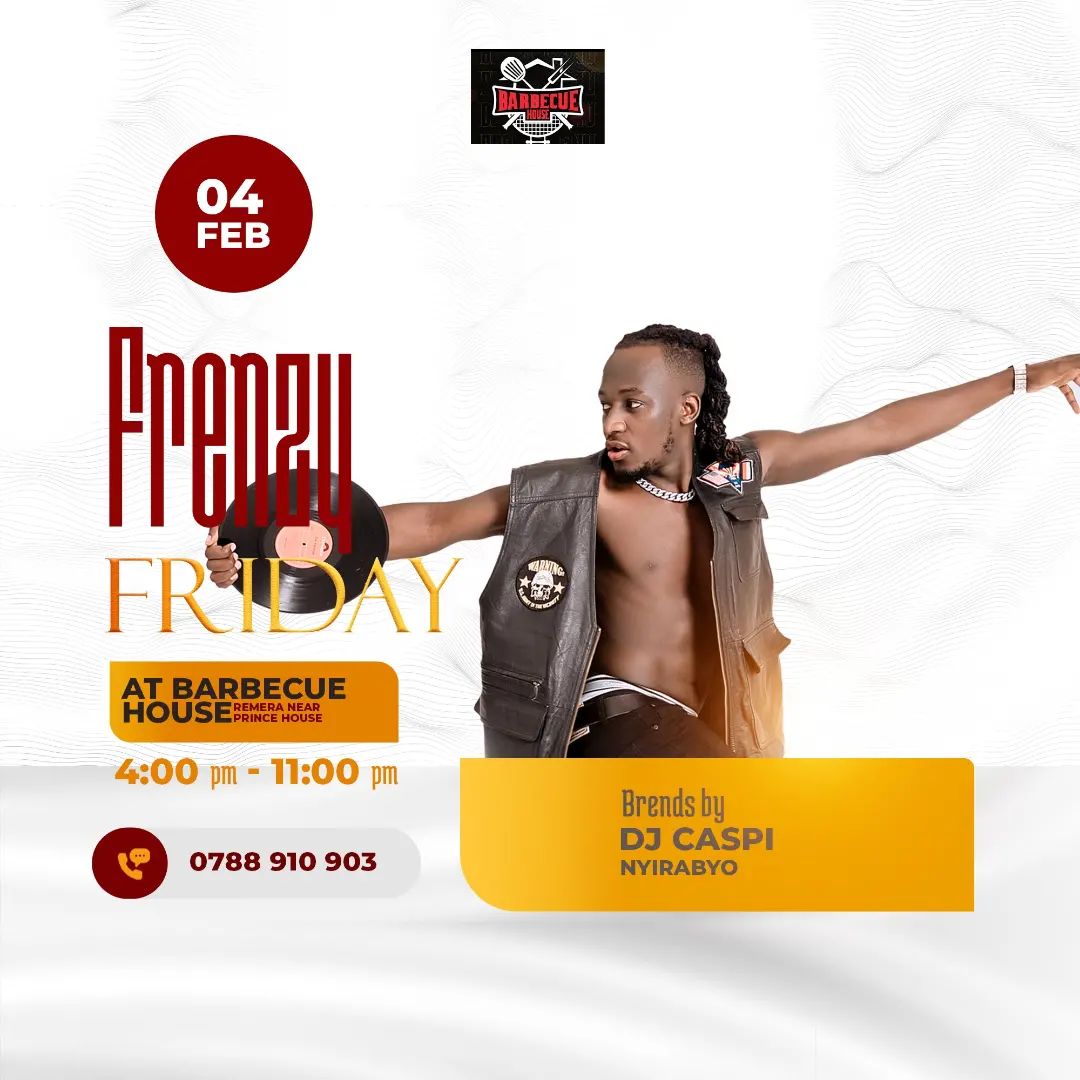 BARBECUE
HOUSE
04
FEB
Frenzy
FRIDAY
AT BARBECUE
HOUSE REMERA NEAR
PRINCE HOUSE
4:00 pm - 11:00 pm
0788 910 903
WARNING
Brends by
DJ CASPI
NYIRABYO